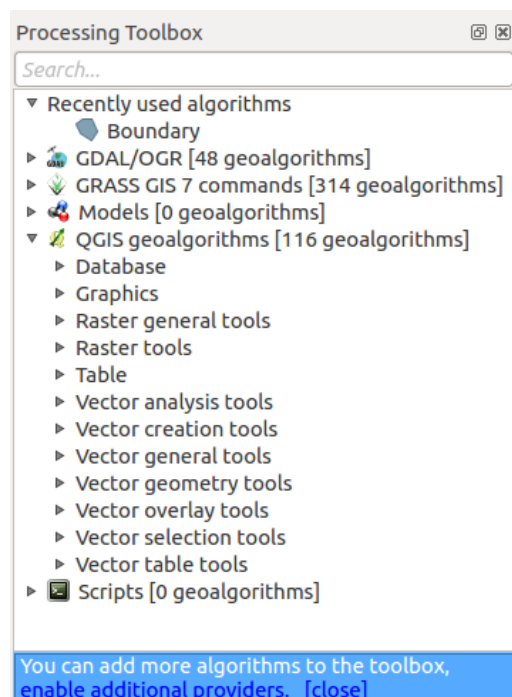 Processing Toolbox
Search...
Recently used algorithms
Boundary
GDAL/OGR [48 geoalgorithms]
GRASS GIS 7 commands [314 geoalgorithms]
Models [0 geoalgorithms]
QGIS geoalgorithms [116 geoalgorithms]
Database
Graphics
Raster general tools
Raster tools
Table
Vector analysis tools
Vector creation tools
Vector general tools
Vector geometry tools
Vector overlay tools
Vector selection tools
Vector table tools
Scripts [0 geoalgorithms]
You can add more algorithms to the toolbox,
enable additional providers. [close]